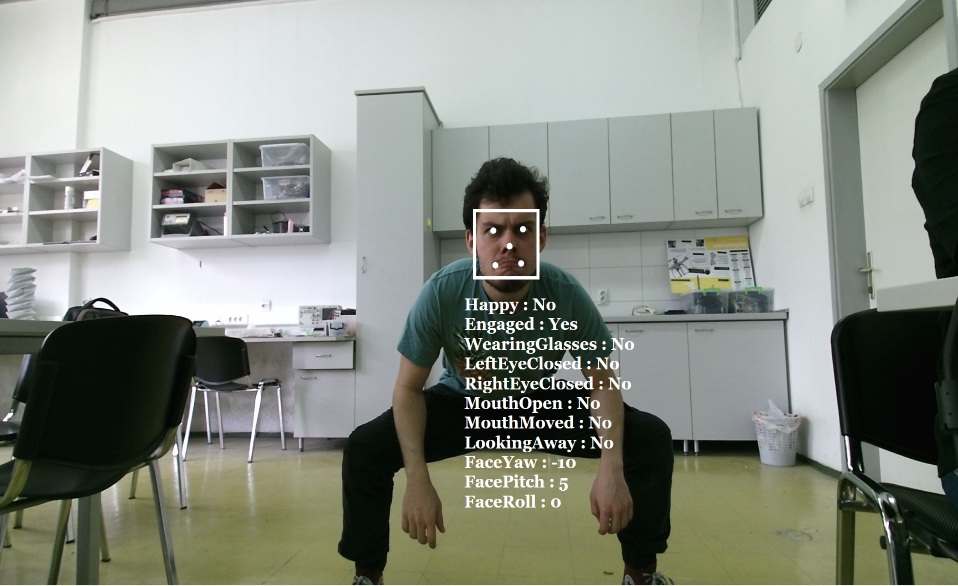 Happy : No
Engaged : Yes
WearingGlasses : No
LeftEyeClosed : No
RightEyeClosed : No
MouthOpen : No
MouthMoved : No
LookingAway : No
FaceYaw : -10
FacePitch : 5
FaceRoll : 0